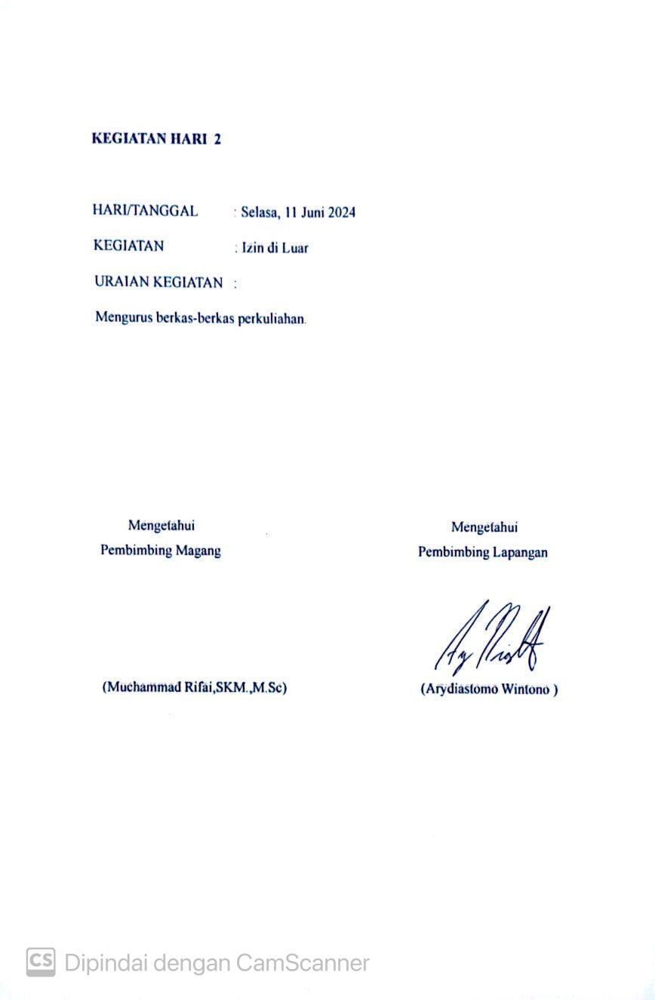 KEGIATAN HARI 2
HARI/TANGGAL : Selasa, 11 Juni 2024
KEGIATAN : Izin di Luar
URAIAN KEGIATAN :
Mengurus berkas-berkas perkuliahan.
Mengetahui Mengetahui
Pembimbing Magang Pembimbing Lapangan
(Muchammad Rifai,SKM.,M.Sc) (Arydiastomo Wintono )
CS Dipindai dengan CamScanner